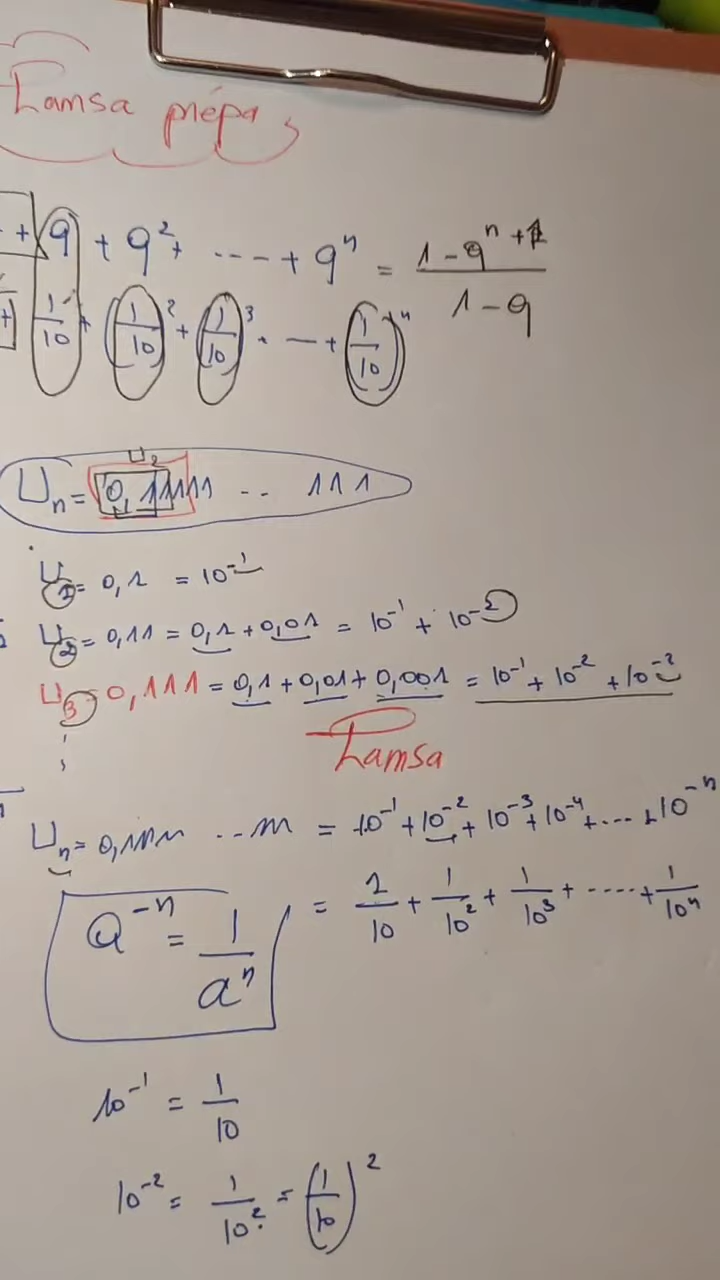 Lamsa prépa
+ q + q² + ---- + qⁿ = (1 - qⁿ⁺¹)/(1 - q)
+ 1/10 + (1/10)² + (1/10)³ . — + (1/10)ⁿ
U₂
Uₙ = 0,11111 .. 111
U₁ = 0,1 = 10⁻¹
U₂ = 0,11 = 0,1 + 0,01 = 10⁻¹ + 10⁻²
U₃ = 0,111 = 0,1 + 0,01 + 0,001 = 10⁻¹ + 10⁻² + 10⁻³
Lamsa
Uₙ = 0,1111 ..11 = 10⁻¹ + 10⁻² + 10⁻³ + 10⁻⁴ + .... + 10⁻ⁿ
= 1/10 + 1/10² + 1/10³ + ---- + 1/10ⁿ
a⁻ⁿ = 1/aⁿ
10⁻¹ = 1/10
10⁻² = 1/10² = (1/10)²